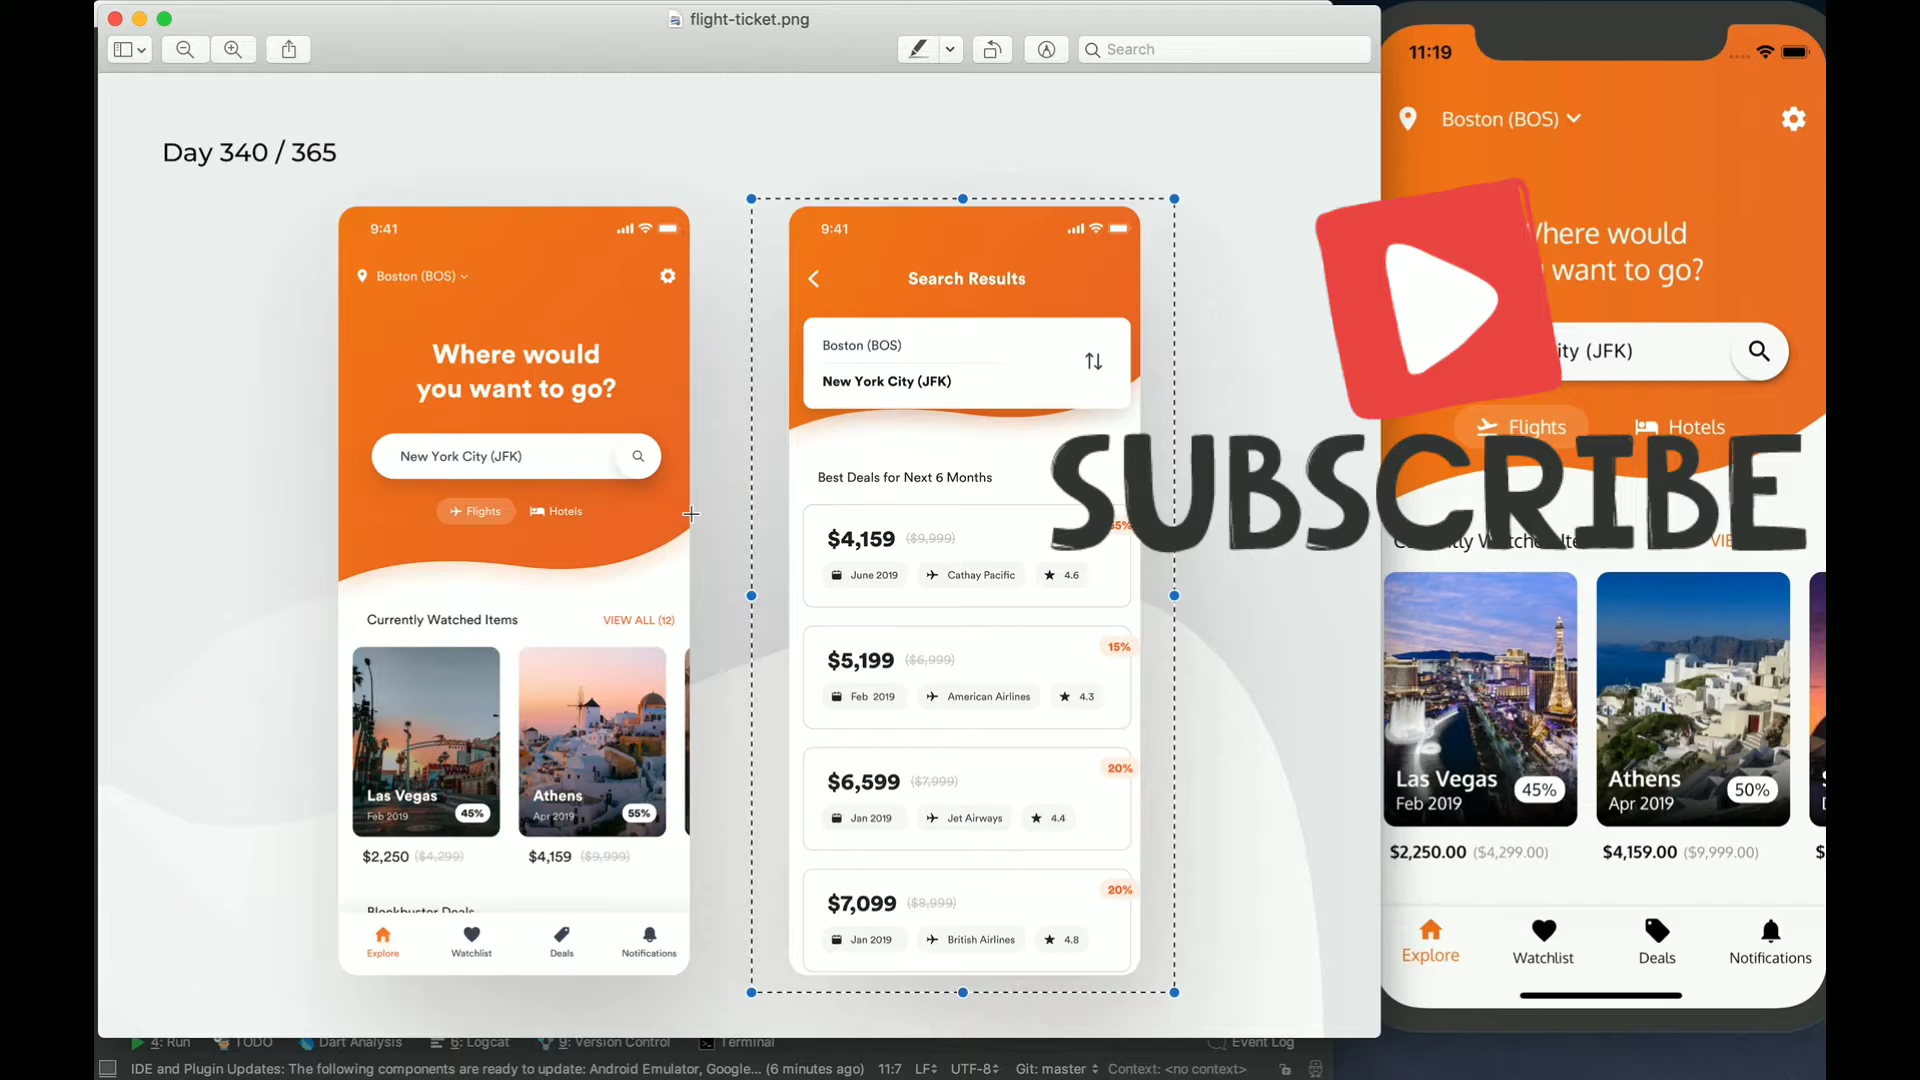 flight-ticket.png
Search
Day 340 / 365
9:41
Boston (BOS)
Where would
you want to go?
New York City (JFK)
Flights
Hotels
Currently Watched Items
VIEW ALL (12)
Las Vegas
Feb 2019
45%
Athens
Apr 2019
55%
$2,250 ($4,299)
$4,159 ($9,999)
Blockbuster Deals
Explore
Watchlist
Deals
Notifications
9:41
Search Results
Boston (BOS)
New York City (JFK)
Best Deals for Next 6 Months
$4,159 ($9,999)
June 2019
Cathay Pacific
4.6
$5,199 ($6,999)
15%
Feb 2019
American Airlines
4.3
$6,599 ($7,999)
20%
Jan 2019
Jet Airways
4.4
$7,099 ($8,999)
20%
Jan 2019
British Airlines
4.8
SUBSCRIBE
11:19
Boston (BOS)
Where would
want to go?
City (JFK)
Flights
Hotels
Currently Watched Ite
VIE
Las Vegas
Feb 2019
45%
Athens
Apr 2019
50%
$2,250.00 ($4,299.00)
$4,159.00 ($9,999.00)
$
Explore
Watchlist
Deals
Notifications
4: Run
TODO
Dart Analysis
6: Logcat
9: Version Control
Terminal
Event Log
IDE and Plugin Updates: The following components are ready to update: Android Emulator, Google... (6 minutes ago)
11:7
LF
UTF-8
Git: master
Context: <no context>